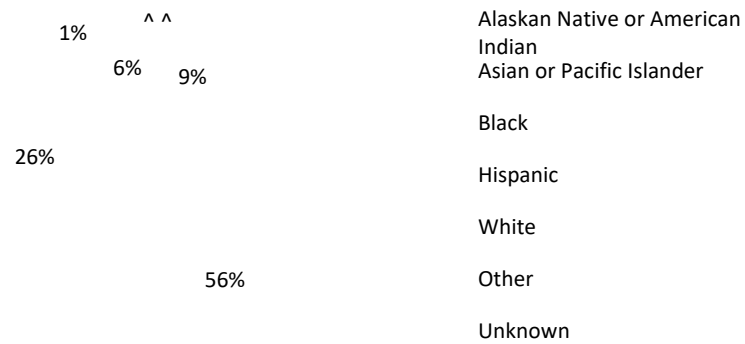 ^ ^
1%
6%
9%
26%
56%
Alaskan Native or American
Indian
Asian or Pacific Islander
Black
Hispanic
White
Other
Unknown